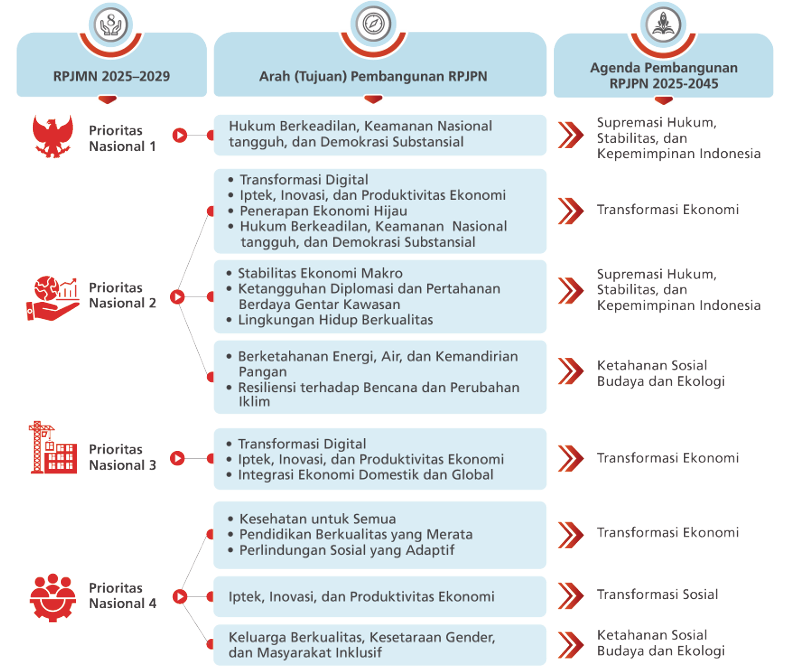 RPJMN 2025–2029
Arah (Tujuan) Pembangunan RPJPN
Agenda Pembangunan
RPJPN 2025-2045
Prioritas
Nasional 1
Hukum Berkeadilan, Keamanan Nasional
tangguh, dan Demokrasi Substansial
Supremasi Hukum,
Stabilitas, dan
Kepemimpinan Indonesia
Prioritas
Nasional 2
• Transformasi Digital
• Iptek, Inovasi, dan Produktivitas Ekonomi
• Penerapan Ekonomi Hijau
• Hukum Berkeadilan, Keamanan Nasional
tangguh, dan Demokrasi Substansial
Transformasi Ekonomi
• Stabilitas Ekonomi Makro
• Ketangguhan Diplomasi dan Pertahanan
Berdaya Gentar Kawasan
• Lingkungan Hidup Berkualitas
Supremasi Hukum,
Stabilitas, dan
Kepemimpinan Indonesia
• Berketahanan Energi, Air, dan Kemandirian
Pangan
• Resiliensi terhadap Bencana dan Perubahan
Iklim
Ketahanan Sosial
Budaya dan Ekologi
Prioritas
Nasional 3
• Transformasi Digital
• Iptek, Inovasi, dan Produktivitas Ekonomi
• Integrasi Ekonomi Domestik dan Global
Transformasi Ekonomi
Prioritas
Nasional 4
• Kesehatan untuk Semua
• Pendidikan Berkualitas yang Merata
• Perlindungan Sosial yang Adaptif
Transformasi Ekonomi
Iptek, Inovasi, dan Produktivitas Ekonomi
Transformasi Sosial
Keluarga Berkualitas, Kesetaraan Gender,
dan Masyarakat Inklusif
Ketahanan Sosial
Budaya dan Ekologi